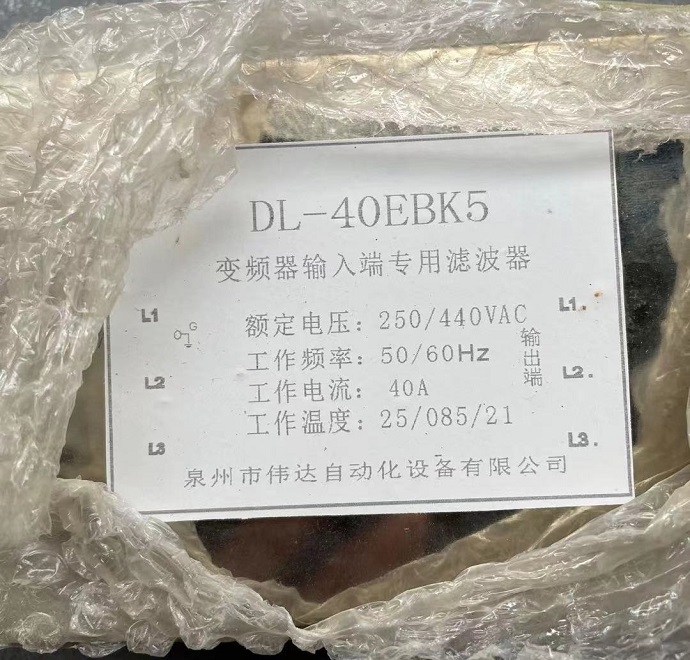 DL-40EBK5
变频器输入端专用滤波器
L1
L1.
G
额定电压: 250/440VAC
工作频率: 50/60Hz
输出端
L2
L2.
工作电流: 40A
工作温度: 25/085/21
L3
L3.
泉州市伟达自动化设备有限公司